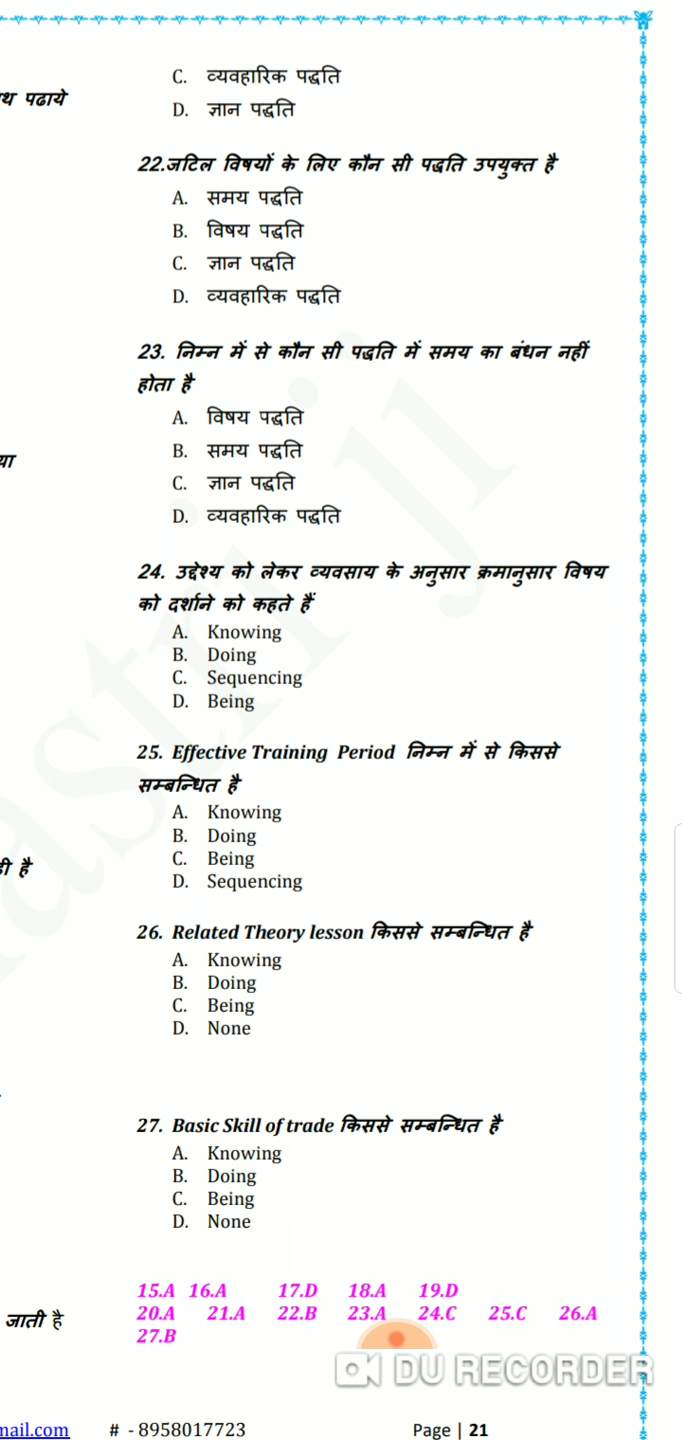 C. व्यवहारिक पद्धति
थ पढाये
D. ज्ञान पद्धति
22.जटिल विषयों के लिए कौन सी पद्धति उपयुक्त है
A. समय पद्धति
B. विषय पद्धति
C. ज्ञान पद्धति
D. व्यवहारिक पद्धति
23. निम्न में से कौन सी पद्धति में समय का बंधन नहीं
होता है
A. विषय पद्धति
B. समय पद्धति
या
C. ज्ञान पद्धति
D. व्यवहारिक पद्धति
24. उद्देश्य को लेकर व्यवसाय के अनुसार क्रमानुसार विषय
को दर्शाने को कहते हैं
A. Knowing
B. Doing
C. Sequencing
D. Being
25. Effective Training Period निम्न में से किससे
सम्बन्धित है
A. Knowing
B. Doing
C. Being
ही है
D. Sequencing
26. Related Theory lesson किससे सम्बन्धित है
A. Knowing
B. Doing
C. Being
D. None
27. Basic Skill of trade किससे सम्बन्धित है
A. Knowing
B. Doing
C. Being
D. None
15.A 16.A 17.D 18.A 19.D
जाती है
20.A 21.A 22.B 23.A 24.C 25.C 26.A
27.B
DU RECORDER
mail.com # - 8958017723 Page | 21